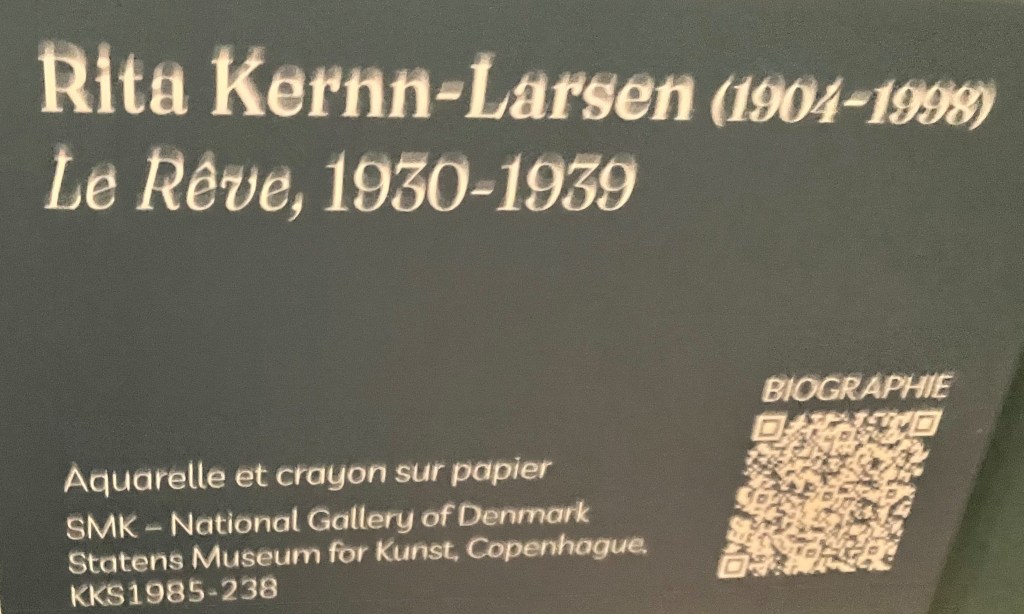 Rita Kernn-Larsen (1904-1998)
Le Rêve, 1930-1939
BIOGRAPHIE
Aquarelle et crayon sur papier
SMK – National Gallery of Denmark
Statens Museum for Kunst, Copenhague,
KKS1985-238